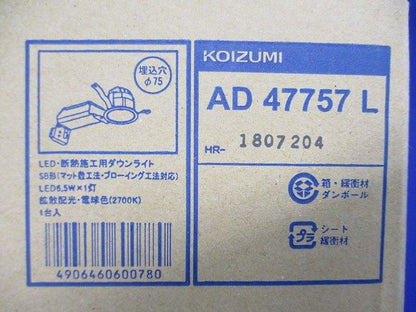 埋込穴
φ75
LED・断熱施工用ダウンライト
SB形(マット敷工法・ブローイング工法対応)
LED6.5W×1灯
拡散配光・電球色(2700K)
1台入
4906460600780
KOIZUMI
AD 47757 L
HR- 1807204
箱・緩衝材
ダンボール
プラ
シート
緩衝材